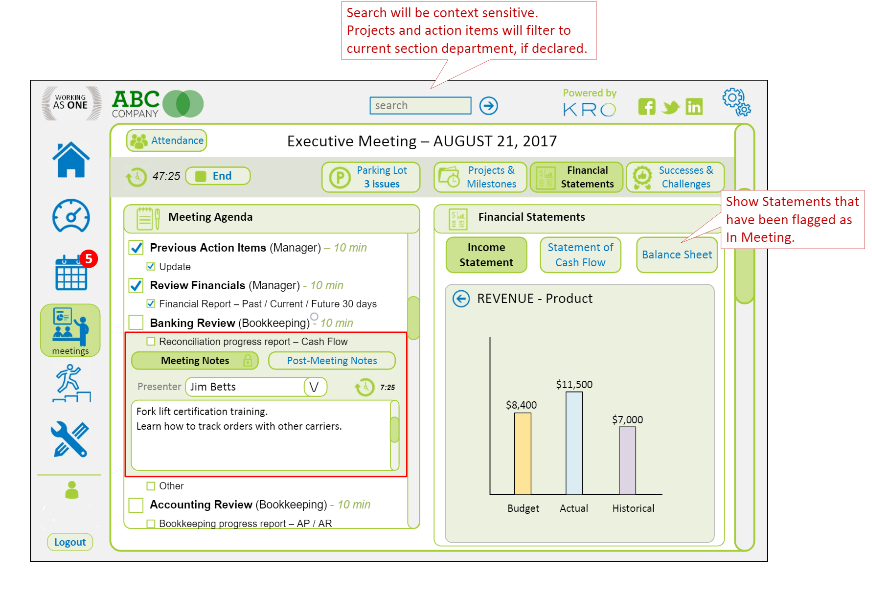 Search will be context sensitive.
Projects and action items will filter to
current section department, if declared.
WORKING
AS ONE
ABC
COMPANY
search
Powered by
KRO
Attendance
Executive Meeting – AUGUST 21, 2017
47:25
End
P
Parking Lot
3 Issues
Projects &
Milestones
Financial
Statements
Successes &
Challenges
Show Statements that
have been flagged as
In Meeting.
5
meetings
Logout
Meeting Agenda
Previous Action Items (Manager) – 10 min
Update
Review Financials (Manager) - 10 min
Financial Report – Past / Current / Future 30 days
Banking Review (Bookkeeping) - 10 min
Reconciliation progress report – Cash Flow
Meeting Notes
Post-Meeting Notes
Presenter
Jim Betts
V
7:25
Fork lift certification training.
Learn how to track orders with other carriers.
Other
Accounting Review (Bookkeeping) - 10 min
Bookkeeping progress report – AP / AR
Financial Statements
Income
Statement
Statement of
Cash Flow
Balance Sheet
REVENUE - Product
$8,400
$11,500
$7,000
Budget
Actual
Historical